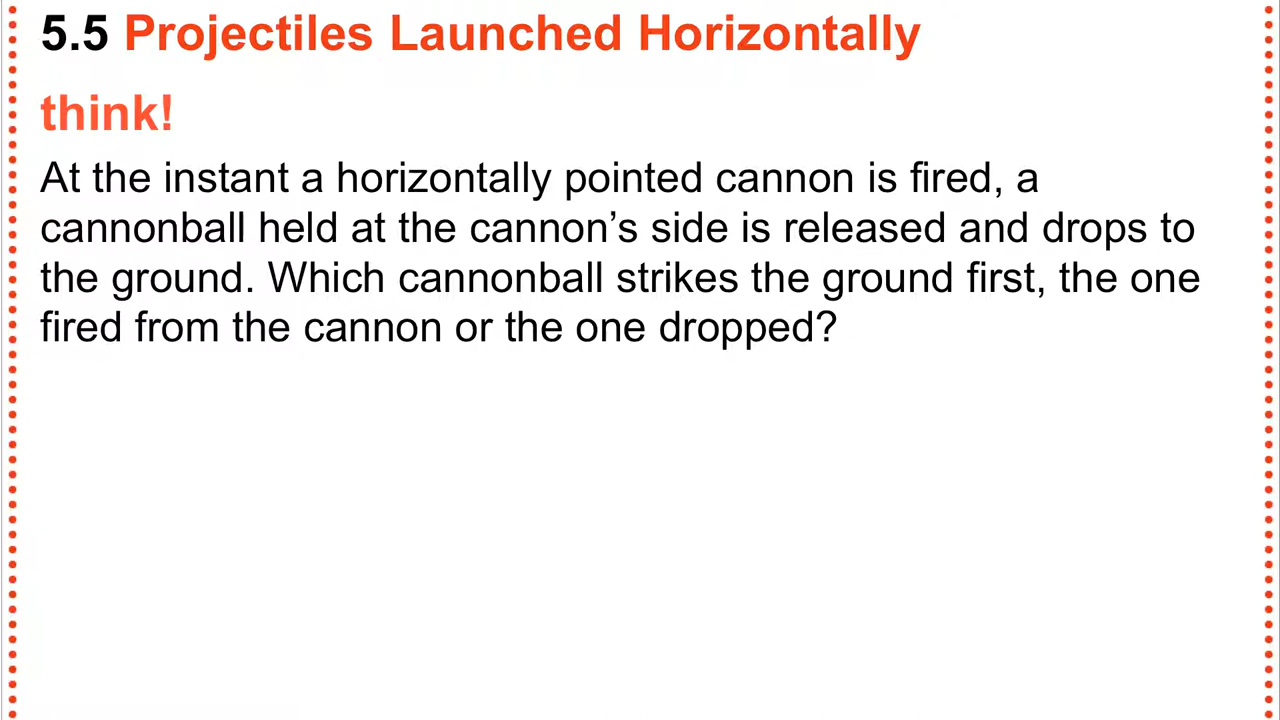 5.5 Projectiles Launched Horizontally
think!
At the instant a horizontally pointed cannon is fired, a
cannonball held at the cannon’s side is released and drops to
the ground. Which cannonball strikes the ground first, the one
fired from the cannon or the one dropped?